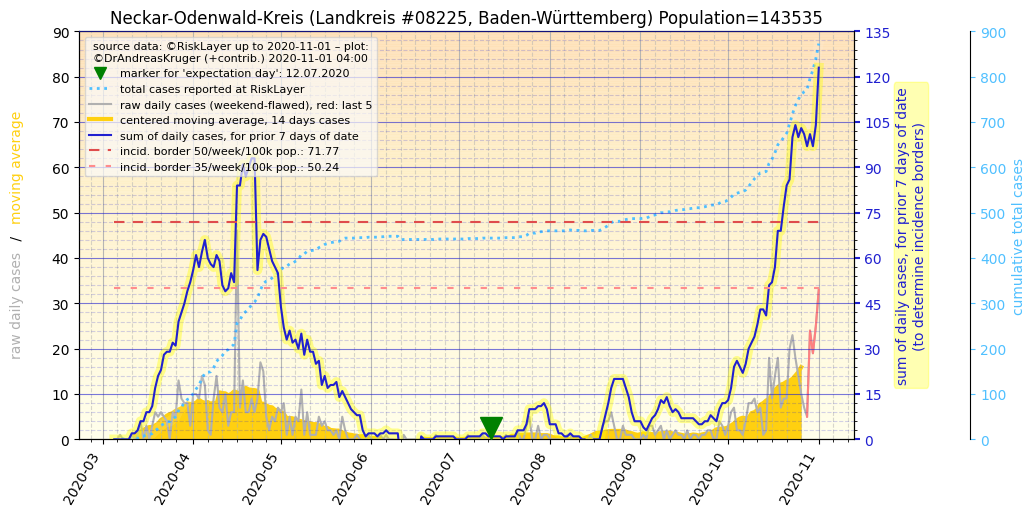 Neckar-Odenwald-Kreis (Landkreis #08225, Baden-Württemberg) Population=143535
source data: ©RiskLayer up to 2020-11-01 – plot:
©DrAndreasKruger (+contrib.) 2020-11-01 04:00
marker for 'expectation day': 12.07.2020
total cases reported at RiskLayer
raw daily cases (weekend-flawed), red: last 5
centered moving average, 14 days cases
sum of daily cases, for prior 7 days of date
incid. border 50/week/100k pop.: 71.77
incid. border 35/week/100k pop.: 50.24
raw daily cases / moving average
90
80
70
60
50
40
30
20
10
0
2020-03
2020-04
2020-05
2020-06
2020-07
2020-08
2020-09
2020-10
2020-11
135
120
105
90
75
60
45
30
15
0
sum of daily cases, for prior 7 days of date
(to determine incidence borders)
900
800
700
600
500
400
300
200
100
0
cumulative total cases